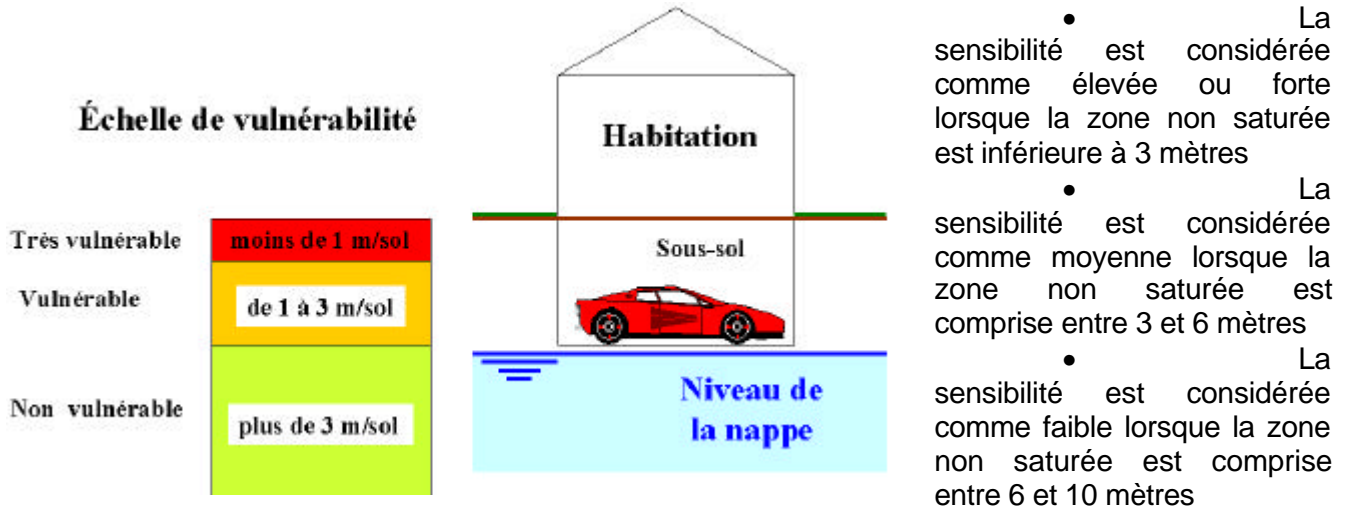 Échelle de vulnérabilité
Très vulnérable
moins de 1 m/sol
Vulnérable
de 1 à 3 m/sol
Non vulnérable
plus de 3 m/sol
Habitation
Sous-sol
Niveau de
la nappe
• La
sensibilité est considérée
comme élevée ou forte
lorsque la zone non saturée
est inférieure à 3 mètres
• La
sensibilité est considérée
comme moyenne lorsque la
zone non saturée est
comprise entre 3 et 6 mètres
• La
sensibilité est considérée
comme faible lorsque la zone
non saturée est comprise
entre 6 et 10 mètres